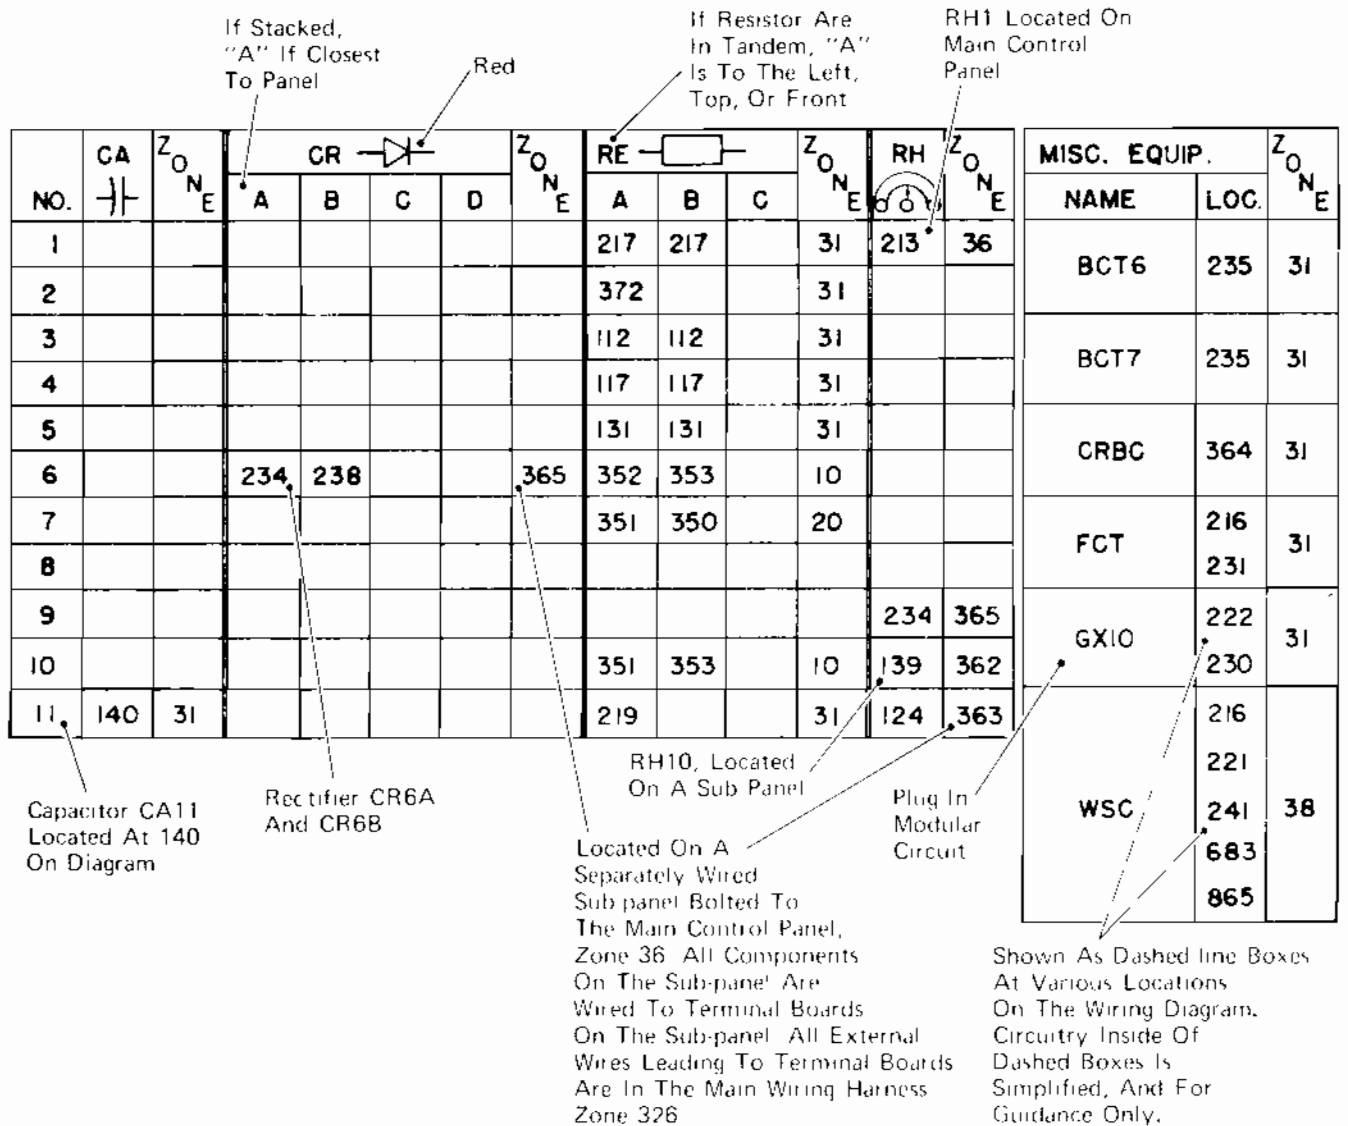 If Stacked,
"A" If Closest
To Panel
Red
If Resistor Are
In Tandem, "A"
Is To The Left,
Top, Or Front
RH1 Located On
Main Control
Panel
NO. CA ZONE CR ZONE RE ZONE RH ZONE
A B C D A B C
1 217 217 31 213 36
2 372 31
3 112 112 31
4 117 117 31
5 131 131 31
6 234 238 365 352 353 10
7 351 350 20
8
9 234 365
10 351 353 10 139 362
11 140 31 219 31 124 363
MISC. EQUIP. ZONE
NAME LOC.
BCT6 235 31
BCT7 235 31
CRBC 364 31
FCT 216 31
231
GX10 222 31
230
WSC 216 38
221
241
683
865
Capacitor CA11
Located At 140
On Diagram
Rectifier CR6A
And CR6B
RH10, Located
On A Sub Panel
Located On A
Separately Wired
Sub-panel Bolted To
The Main Control Panel,
Zone 36 All Components
On The Sub-panel Are
Wired To Terminal Boards
On The Sub-panel All External
Wires Leading To Terminal Boards
Are In The Main Wiring Harness
Zone 326
Plug In
Modular
Circuit
Shown As Dashed line Boxes
At Various Locations
On The Wiring Diagram.
Circuitry Inside Of
Dashed Boxes Is
Simplified, And For
Guidance Only.